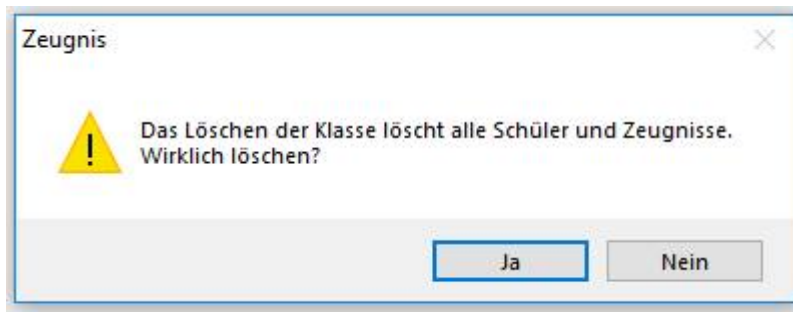 Zeugnis
Das Löschen der Klasse löscht alle Schüler und Zeugnisse.
Wirklich löschen?
Ja
Nein